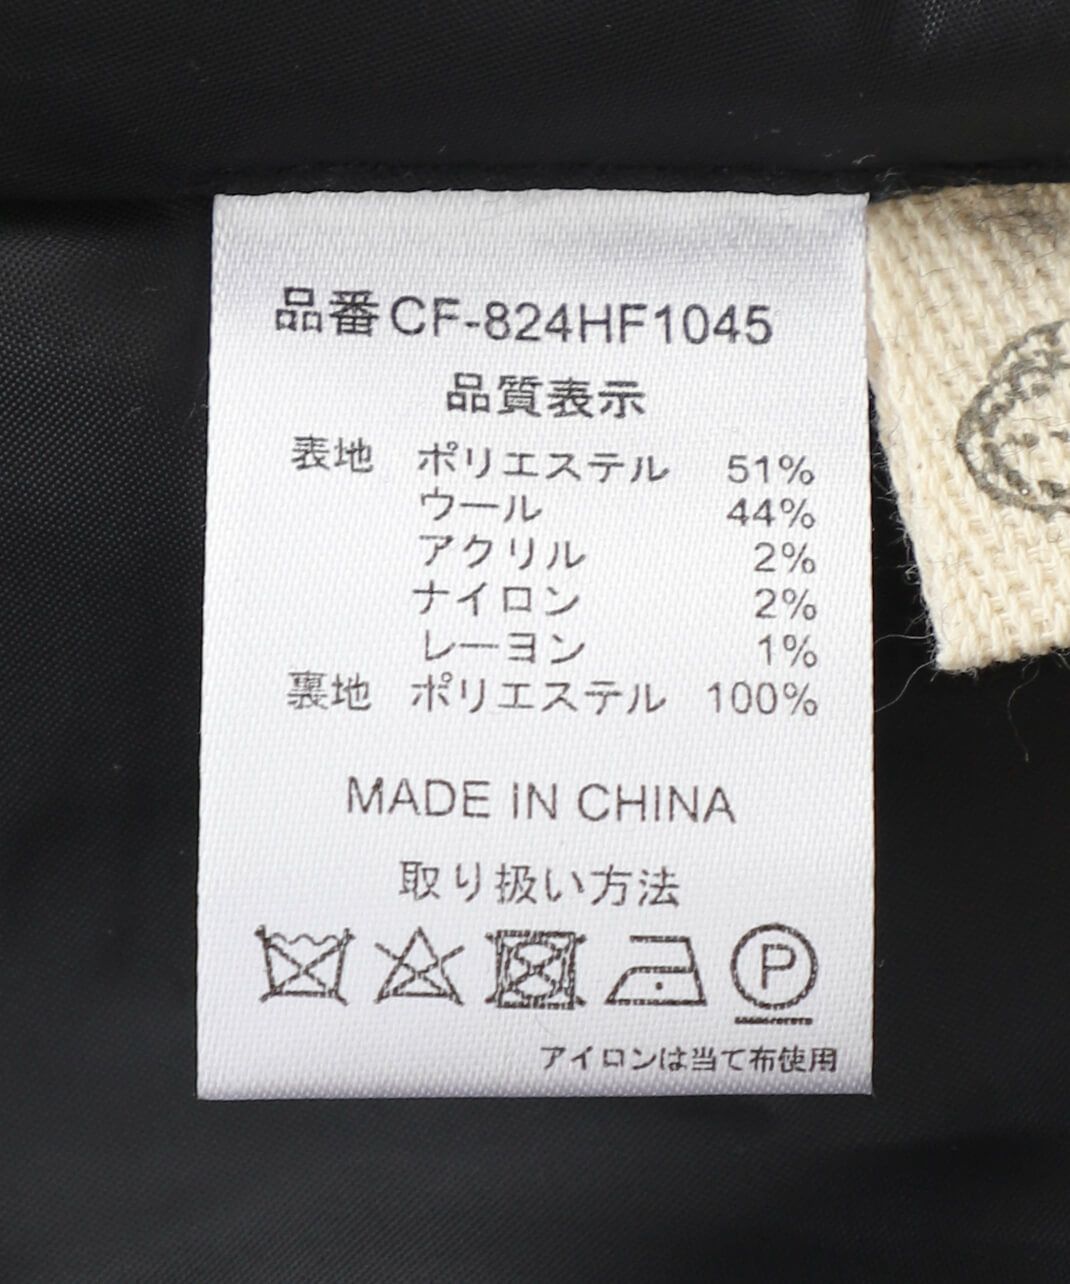 品番CF-824HF1045
品質表示
表地 ポリエステル 51%
ウール 44%
アクリル 2%
ナイロン 2%
レーヨン 1%
裏地 ポリエステル 100%
MADE IN CHINA
取り扱い方法
P
アイロンは当て布使用